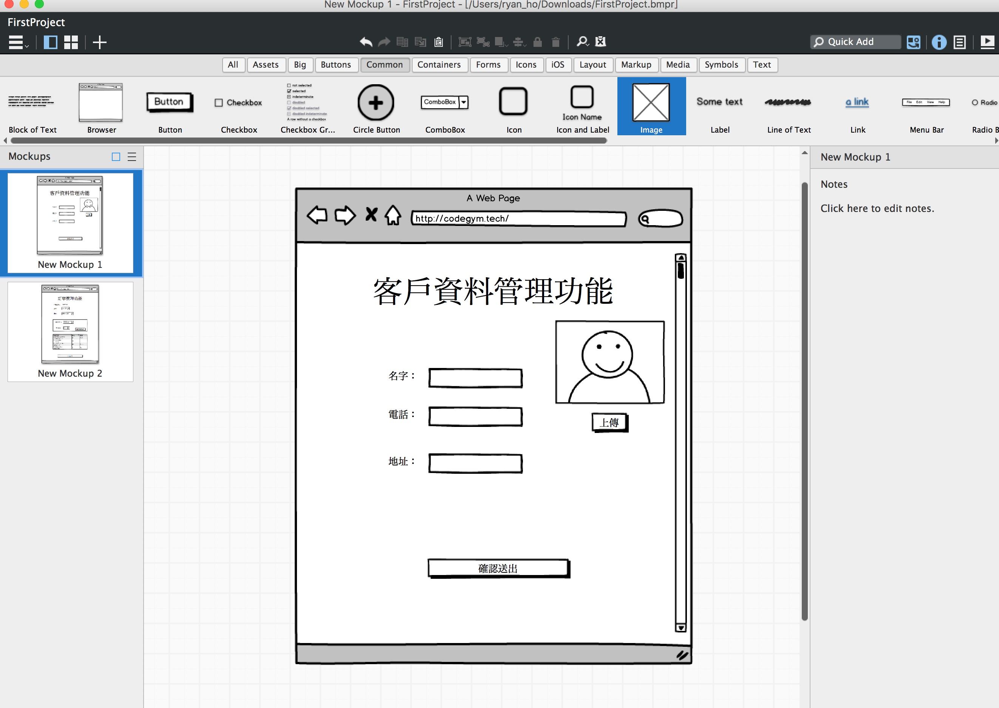 New Mockup 1 - FirstProject - [/Users/ryan_ho/Downloads/FirstProject.bmpr]
FirstProject
Quick Add
All Assets Big Buttons Common Containers Forms Icons iOS Layout Markup Media Symbols Text
not selected
selected
indeterminate
disabled
disabled selected
disabled indeterminate
A row without a checkbox
Button
Checkbox
ComboBox
Icon Name
Some text
a link
File Edit View Help
Radio
Block of Text Browser Button Checkbox Checkbox Gr... Circle Button ComboBox Icon Icon and Label Image Label Line of Text Link Menu Bar Radio B
Mockups
客戶資料管理功能
New Mockup 1
訂單管理功能
New Mockup 2
A Web Page
http://codegym.tech/
客戶資料管理功能
名字：
電話：
上傳
地址：
確認送出
New Mockup 1
Notes
Click here to edit notes.